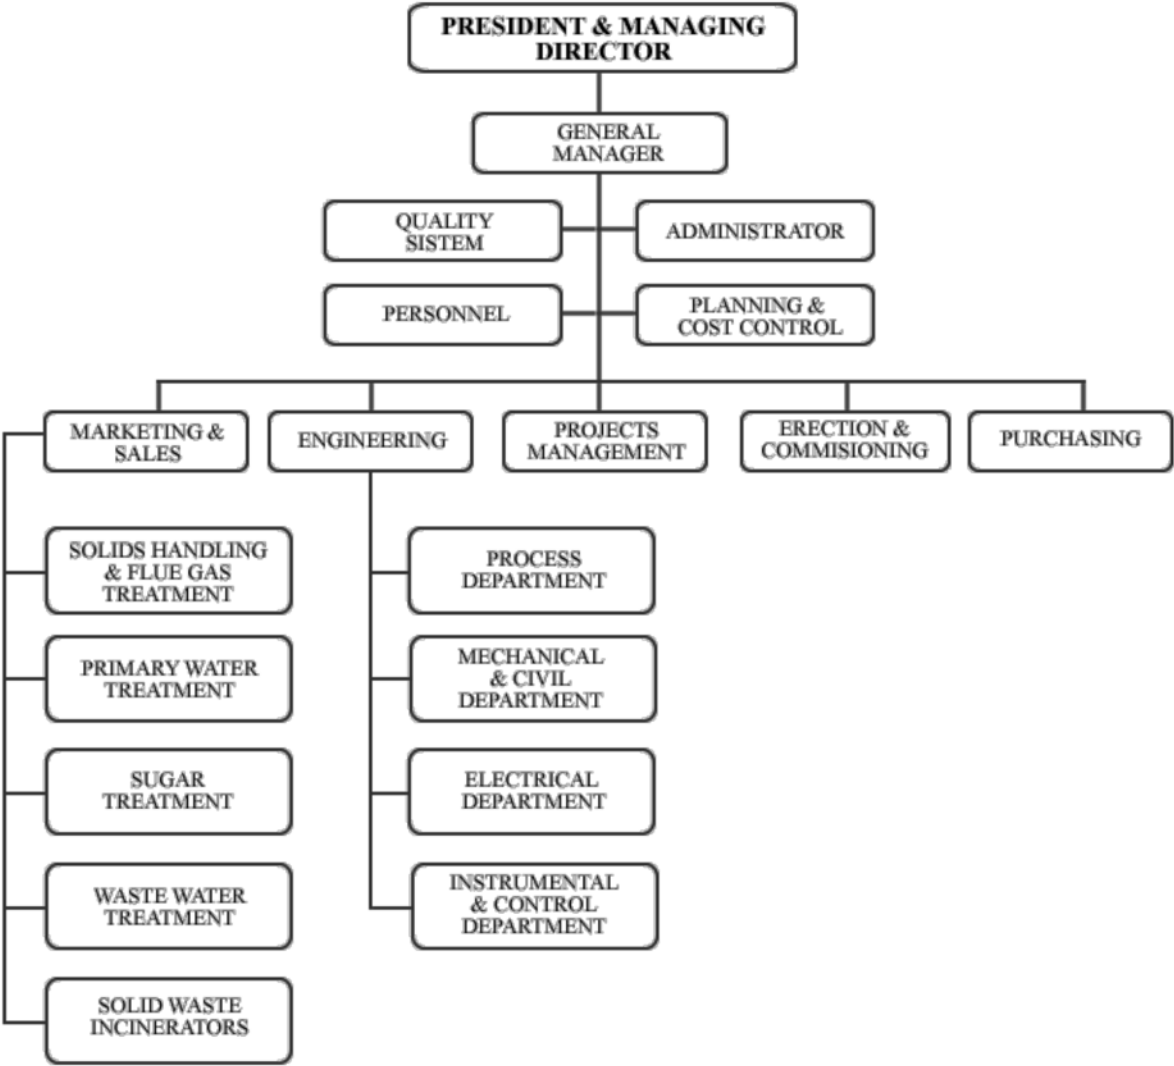 PRESIDENT & MANAGING
DIRECTOR
GENERAL
MANAGER
QUALITY
SISTEM
ADMINISTRATOR
PERSONNEL
PLANNING &
COST CONTROL
MARKETING &
SALES
ENGINEERING
PROJECTS
MANAGEMENT
ERECTION &
COMMISIONING
PURCHASING
SOLIDS HANDLING
& FLUE GAS
TREATMENT
PROCESS
DEPARTMENT
PRIMARY WATER
TREATMENT
MECHANICAL
& CIVIL
DEPARTMENT
SUGAR
TREATMENT
ELECTRICAL
DEPARTMENT
WASTE WATER
TREATMENT
INSTRUMENTAL
& CONTROL
DEPARTMENT
SOLID WASTE
INCINERATORS